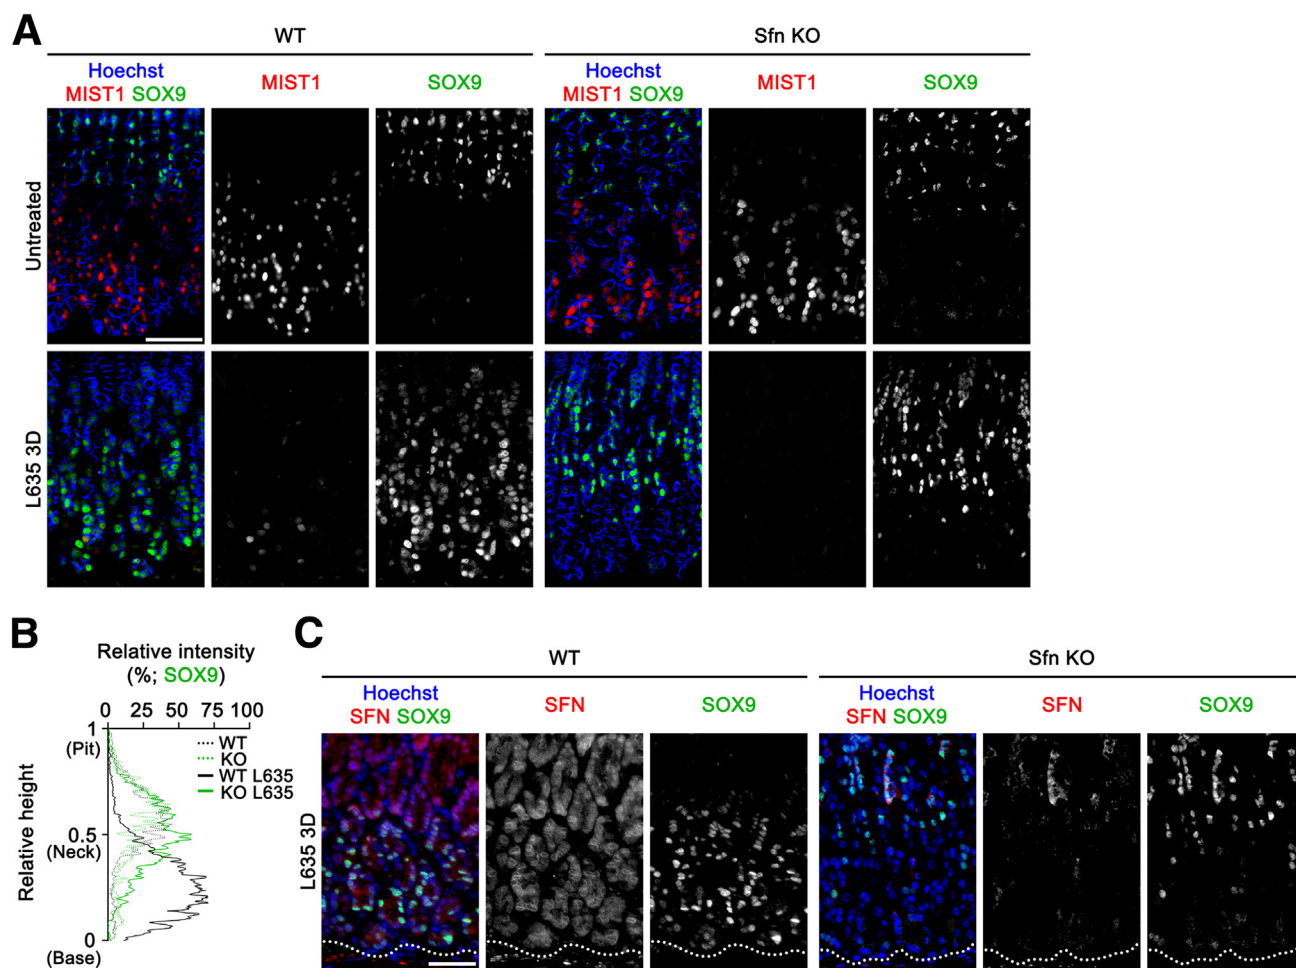 A
WT
Sfn KO
Hoechst
MIST1 SOX9
MIST1
SOX9
Hoechst
MIST1 SOX9
MIST1
SOX9
Untreated
L635 3D
B
Relative intensity
(%; SOX9)
0 25 50 75 100
1
(Pit)
0.5
(Neck)
0
(Base)
Relative height
WT
KO
WT L635
KO L635
C
WT
Sfn KO
Hoechst
SFN SOX9
SFN
SOX9
Hoechst
SFN SOX9
SFN
SOX9
L635 3D